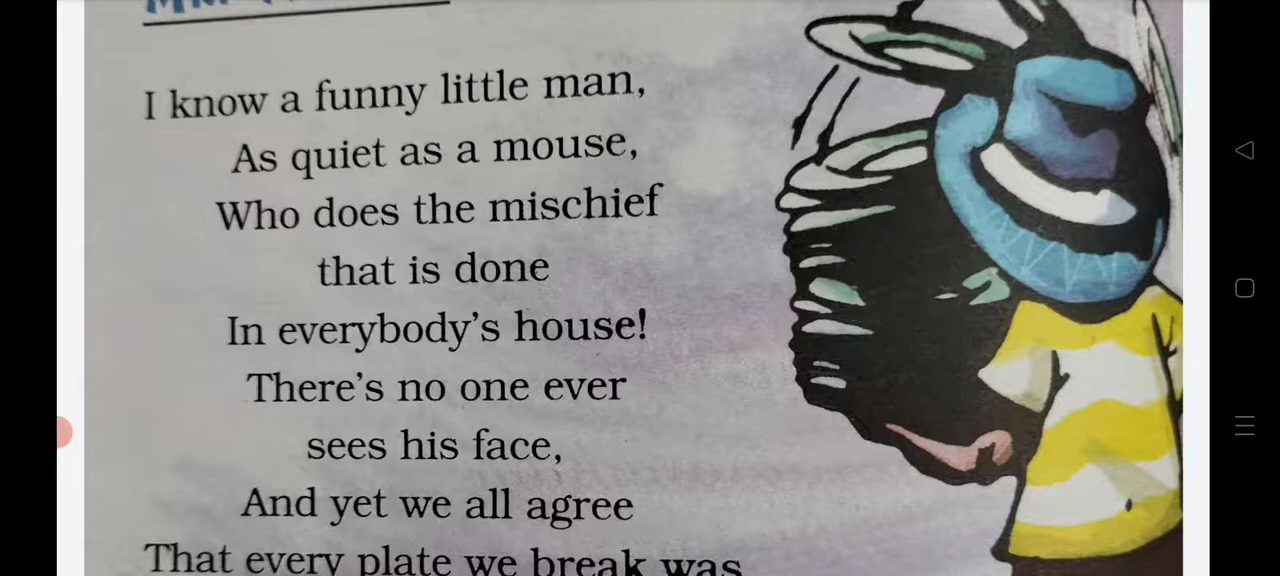 I know a funny little man,
As quiet as a mouse,
Who does the mischief
that is done
In everybody's house!
There's no one ever
sees his face,
And yet we all agree
That every plate we break was